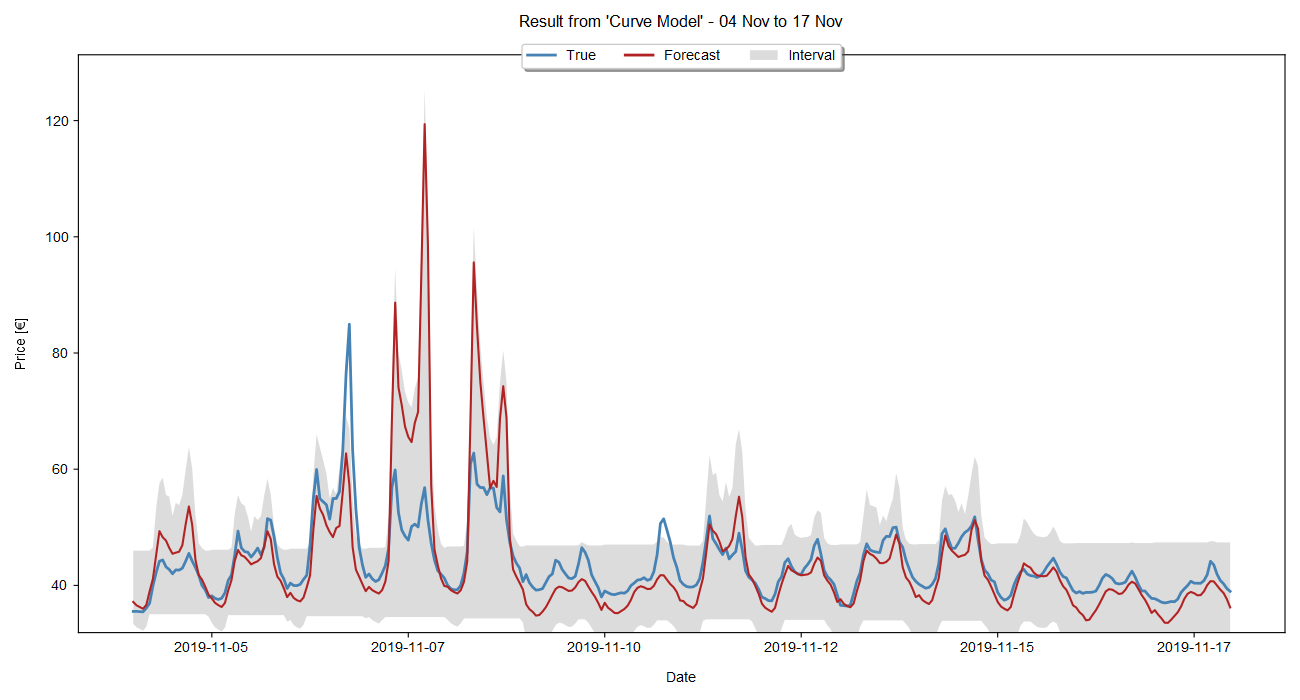 Result from 'Curve Model' - 04 Nov to 17 Nov
True Forecast Interval
Price [€]
120
100
80
60
40
2019-11-05 2019-11-07 2019-11-10 2019-11-12 2019-11-15 2019-11-17
Date